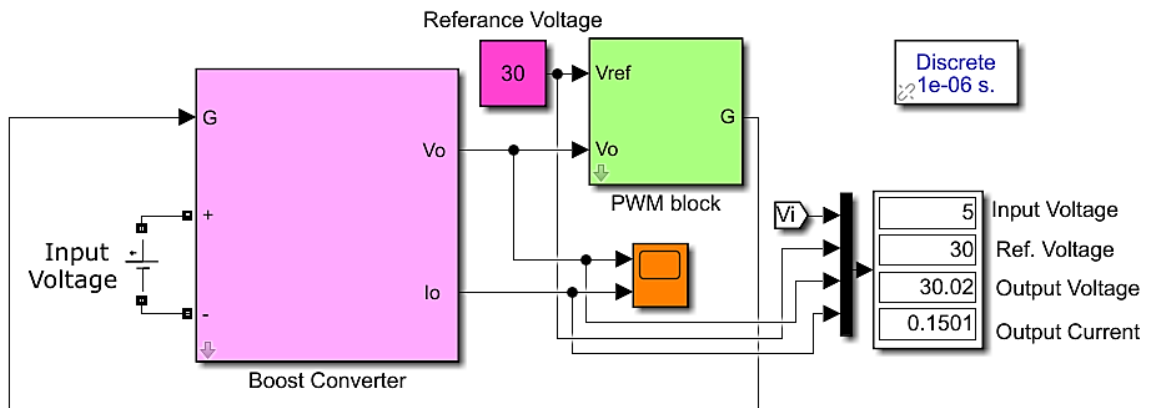 Referance Voltage
30
Vref
Vo
G
PWM block
Discrete
1e-06 s.
G
Vo
+
-
Io
Input
Voltage
Boost Converter
Vi
5
Input Voltage
30
Ref. Voltage
30.02
Output Voltage
0.1501
Output Current